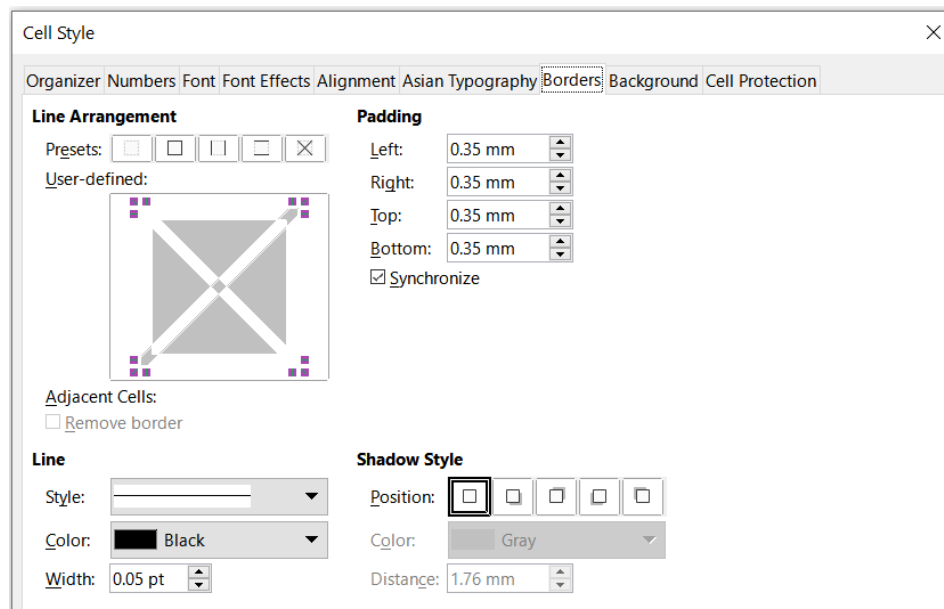 Cell Style
Organizer Numbers Font Font Effects Alignment Asian Typography Borders Background Cell Protection
Line Arrangement
Presets:
User-defined:
Adjacent Cells:
Remove border
Padding
Left: 0.35 mm
Right: 0.35 mm
Top: 0.35 mm
Bottom: 0.35 mm
Synchronize
Line
Style:
Color: Black
Width: 0.05 pt
Shadow Style
Position:
Color: Gray
Distance: 1.76 mm